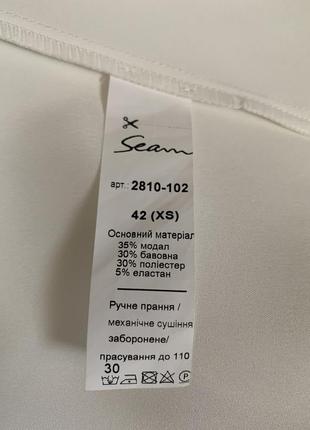 Seam
арт.: 2810-102
42 (XS)
Основний матеріал
35% модал
30% бавовна
30% поліестер
5% еластан
Ручне прання /
механічне сушіння
заборонене/
прасування до 110
30
P